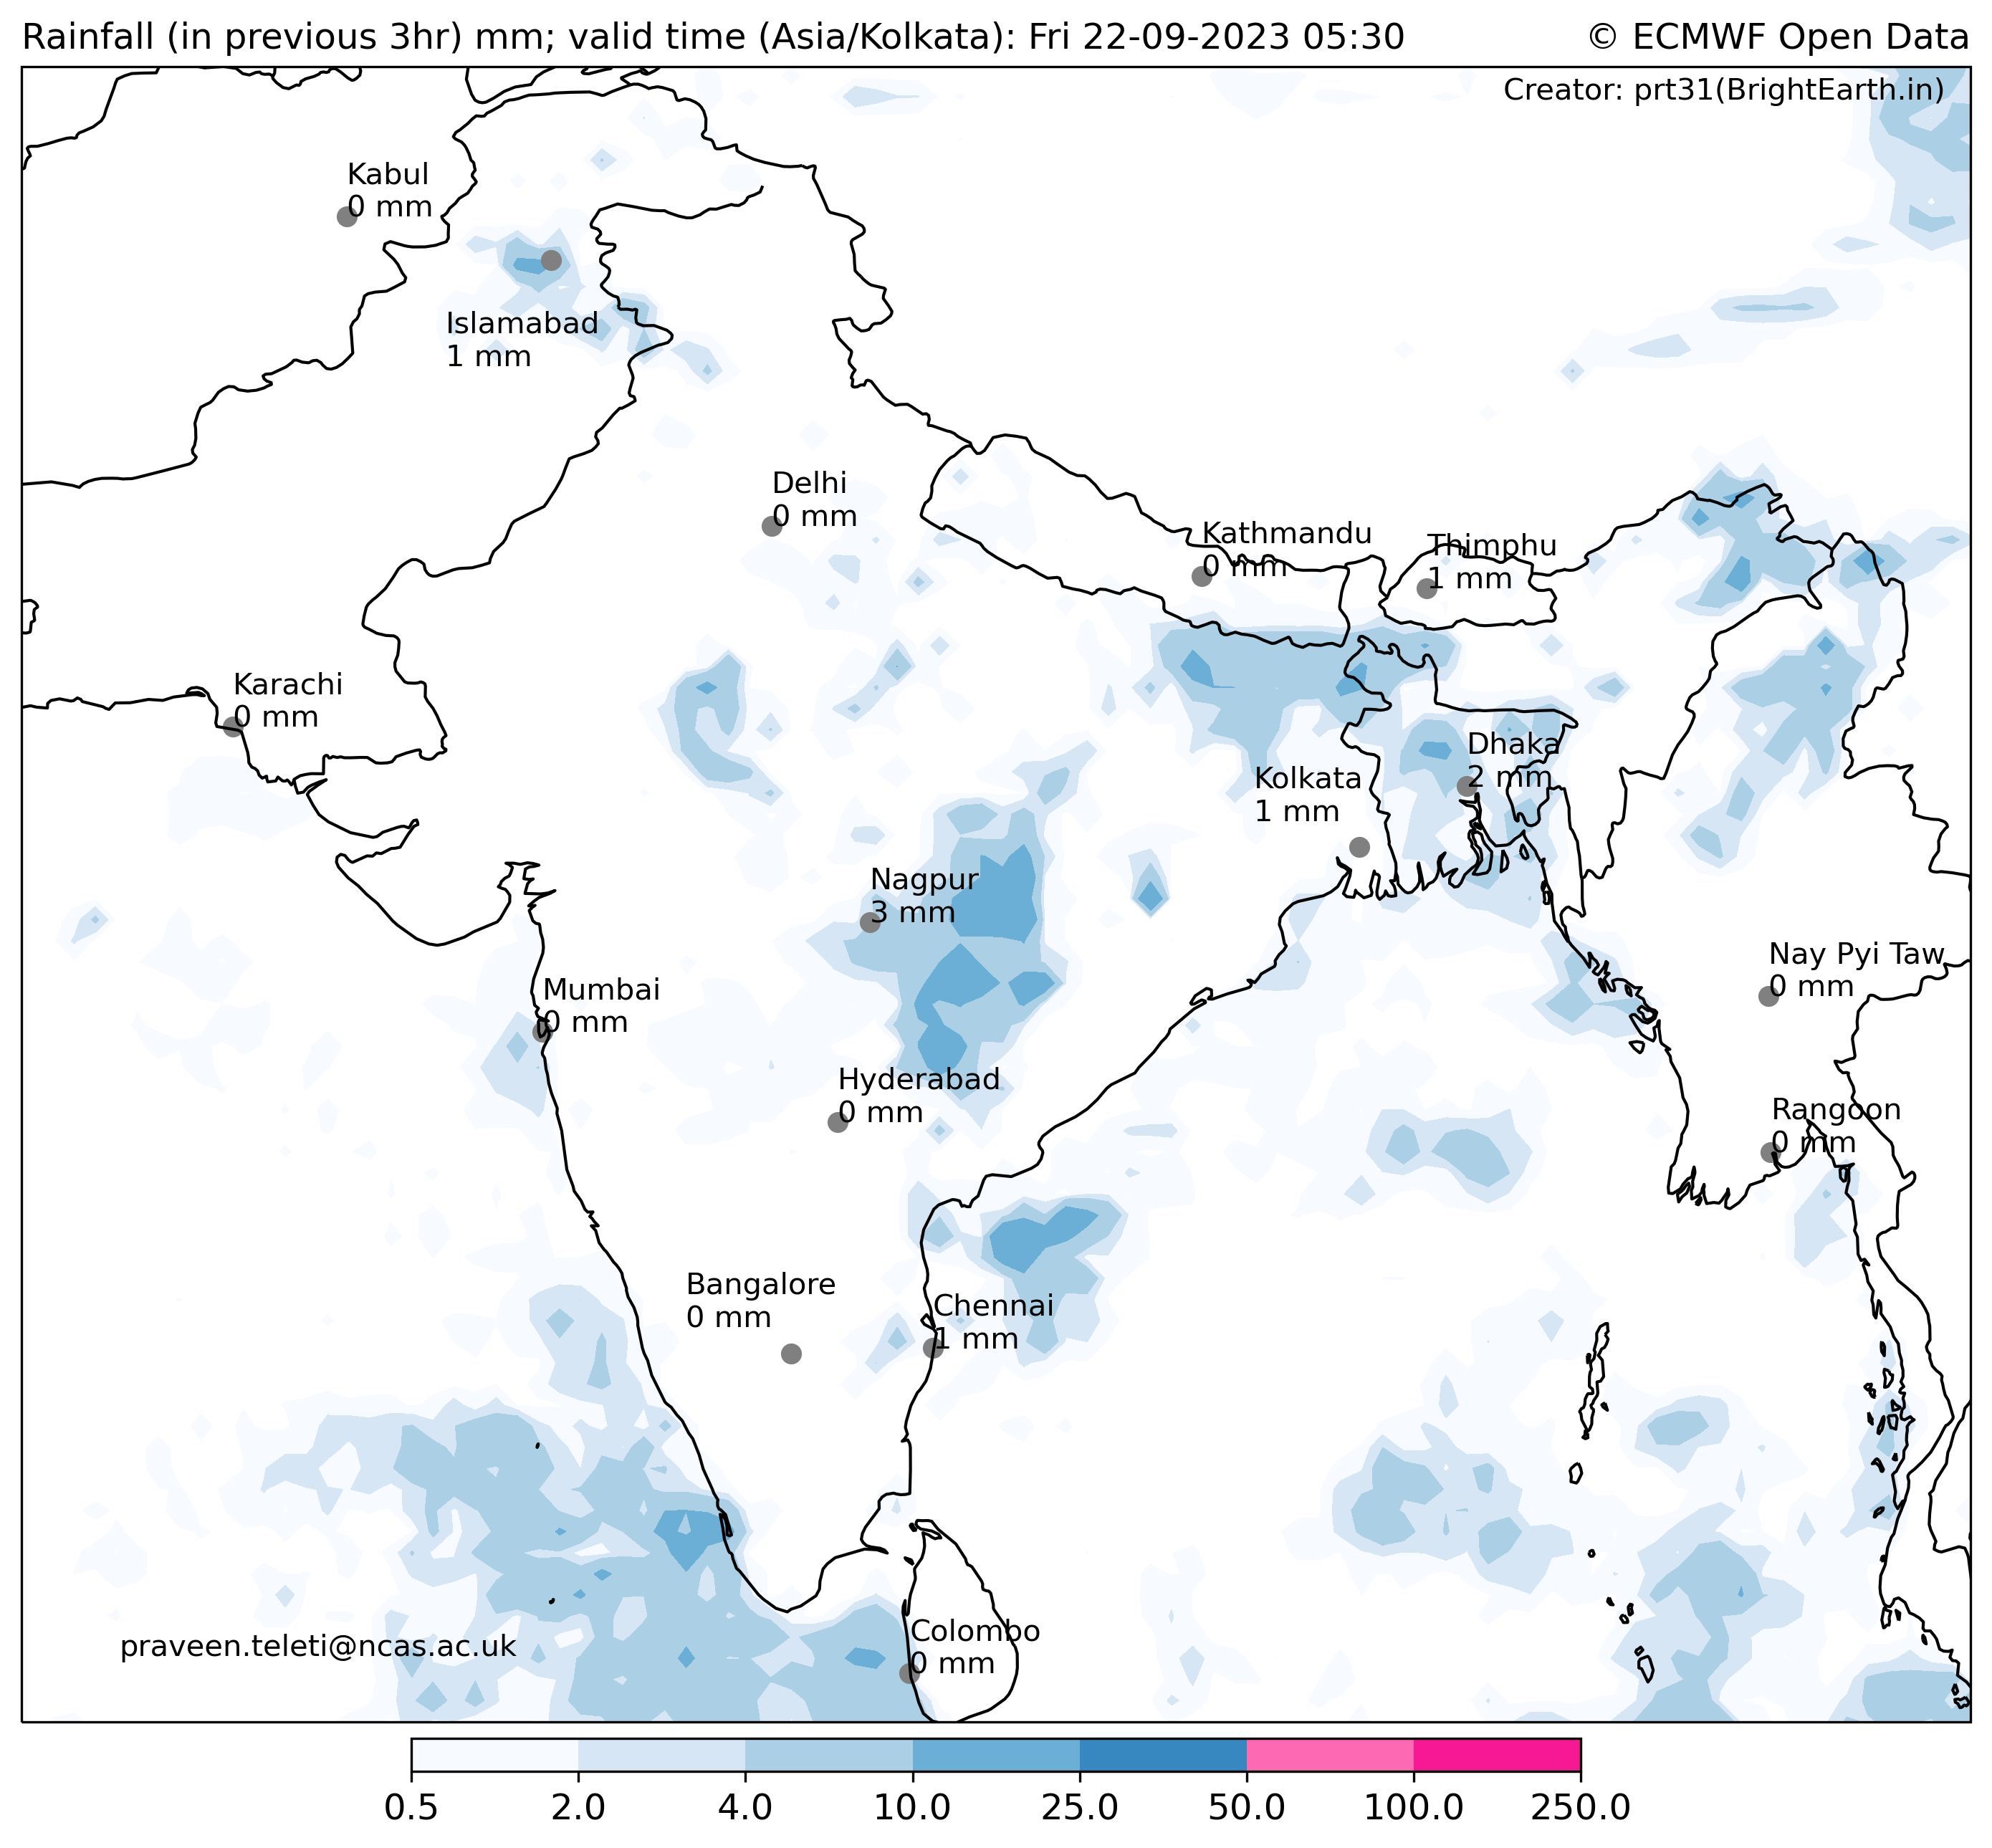 Rainfall (in previous 3hr) mm; valid time (Asia/Kolkata): Fri 22-09-2023 05:30
© ECMWF Open Data
Creator: prt31(BrightEarth.in)
Kabul
0 mm
Islamabad
1 mm
Delhi
0 mm
Kathmandu
0 mm
Thimphu
1 mm
Karachi
0 mm
Dhaka
2 mm
Kolkata
1 mm
Nagpur
3 mm
Nay Pyi Taw
0 mm
Mumbai
0 mm
Hyderabad
0 mm
Rangoon
0 mm
Bangalore
0 mm
Chennai
1 mm
Colombo
0 mm
praveen.teleti@ncas.ac.uk
0.5 2.0 4.0 10.0 25.0 50.0 100.0 250.0